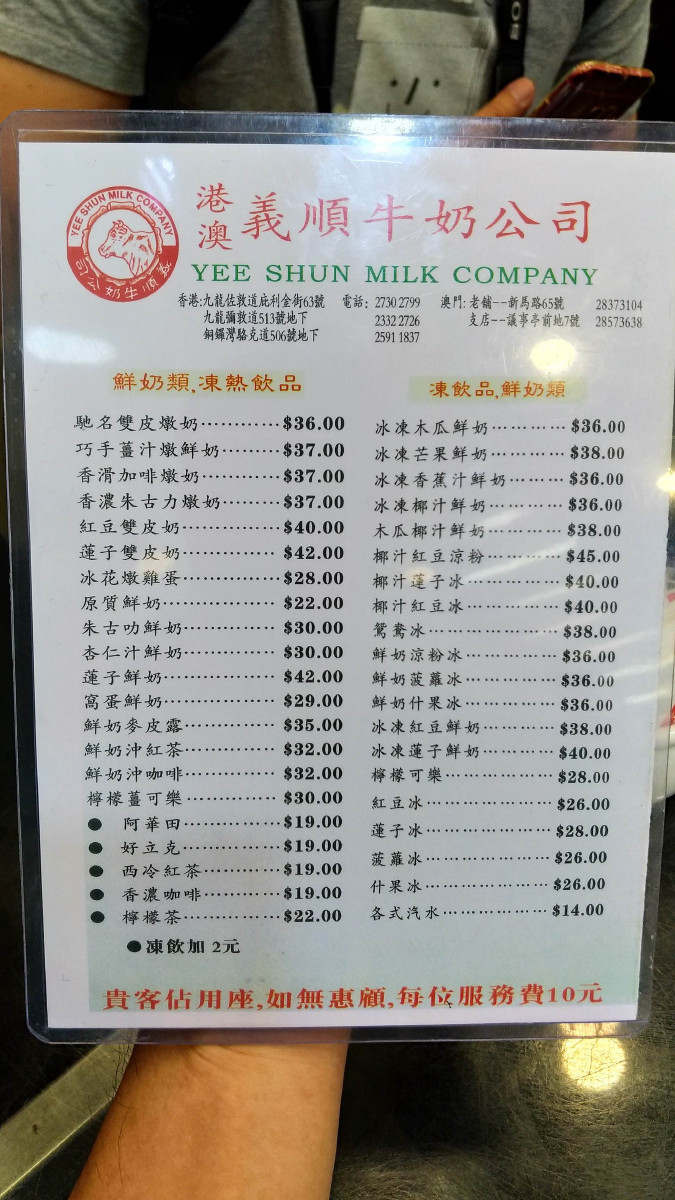 YEE SHUN MILK COMPANY
司公奶牛順義
港澳 義順牛奶公司
YEE SHUN MILK COMPANY
香港:九龍佐敦道庇利金街63號 電話: 2730 2799 澳門: 老舖--新馬路65號 28373104
九龍彌敦道513號地下 2332 2726 支店--議事亭前地7號 28573638
銅鑼灣駱克道506號地下 2591 1837
鮮奶類,凍熱飲品
馳名雙皮燉奶…………$36.00
巧手薑汁燉鮮奶………$37.00
香滑咖啡燉奶…………$37.00
香濃朱古力燉奶………$37.00
紅豆雙皮奶……………$40.00
蓮子雙皮奶……………$42.00
冰花燉雞蛋……………$28.00
原質鮮奶………………$22.00
朱古叻鮮奶……………$30.00
杏仁汁鮮奶……………$30.00
蓮子鮮奶………………$42.00
窩蛋鮮奶………………$29.00
鮮奶麥皮露……………$35.00
鮮奶沖紅茶……………$32.00
鮮奶沖咖啡……………$32.00
檸檬薑可樂……………$30.00
● 阿華田……………$19.00
● 好立克……………$19.00
● 西冷紅茶…………$19.00
● 香濃咖啡…………$19.00
● 檸檬茶……………$22.00
●凍飲加 2元
凍飲品,鮮奶類
冰凍木瓜鮮奶…………$36.00
冰凍芒果鮮奶…………$38.00
冰凍香蕉汁鮮奶………$36.00
冰凍椰汁鮮奶…………$36.00
木瓜椰汁鮮奶…………$38.00
椰汁紅豆涼粉…………$45.00
椰汁蓮子冰……………$40.00
椰汁紅豆冰……………$40.00
鴛鴦冰…………………$38.00
鮮奶涼粉冰……………$36.00
鮮奶菠蘿冰……………$36.00
鮮奶什果冰……………$36.00
冰凍紅豆鮮奶…………$38.00
冰凍蓮子鮮奶…………$40.00
檸檬可樂………………$28.00
紅豆冰…………………$26.00
蓮子冰…………………$28.00
菠蘿冰…………………$26.00
什果冰…………………$26.00
各式汽水………………$14.00
貴客佔用座,如無惠顧,每位服務費10元